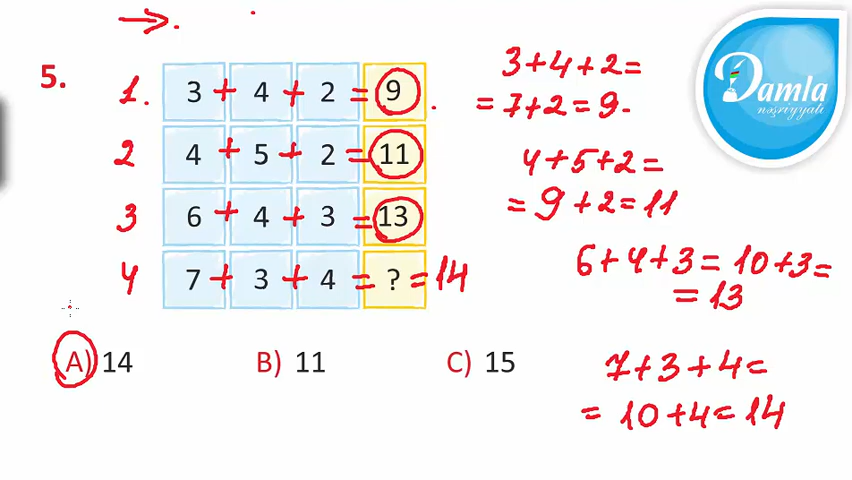 5.
1. 3 + 4 + 2 = 9.
2 4 + 5 + 2 = 11
3 6 + 4 + 3 = 13
4 7 + 3 + 4 = ? = 14
A) 14 B) 11 C) 15
3+4+2=
=7+2=9.
4+5+2=
=9+2=11
6+4+3=10+3=
=13
7+3+4=
=10+4=14
Damla
nəşriyyatı